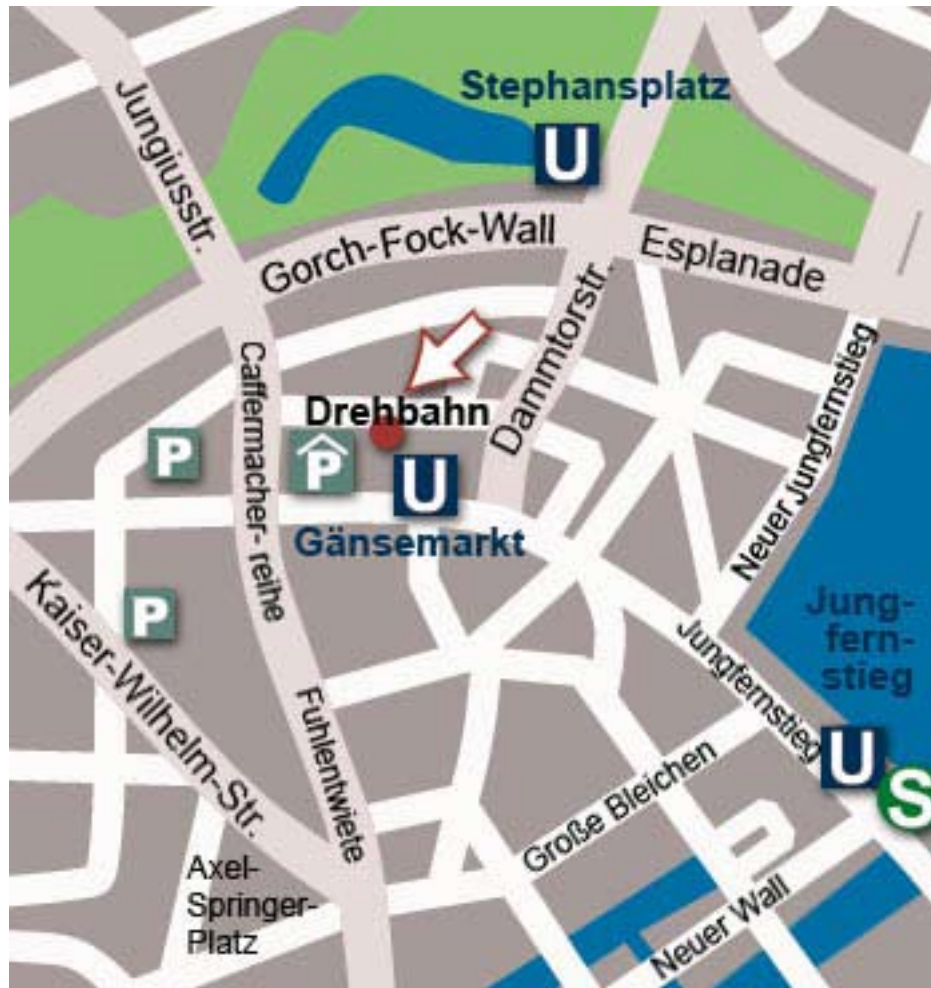 Jungiusstr.
Stephansplatz
U
Gorch-Fock-Wall
Esplanade
Dammtorstr.
Neuer Jungfernstieg
Caffermacher- reihe
Drehbahn
P
P
U
Gänsemarkt
P
Kaiser-Wilhelm-Str.
Fuhlentwiete
Jung-
fern-
stieg
Jungfernstieg
U
S
Große Bleichen
Neuer Wall
Axel-
Springer-
Platz